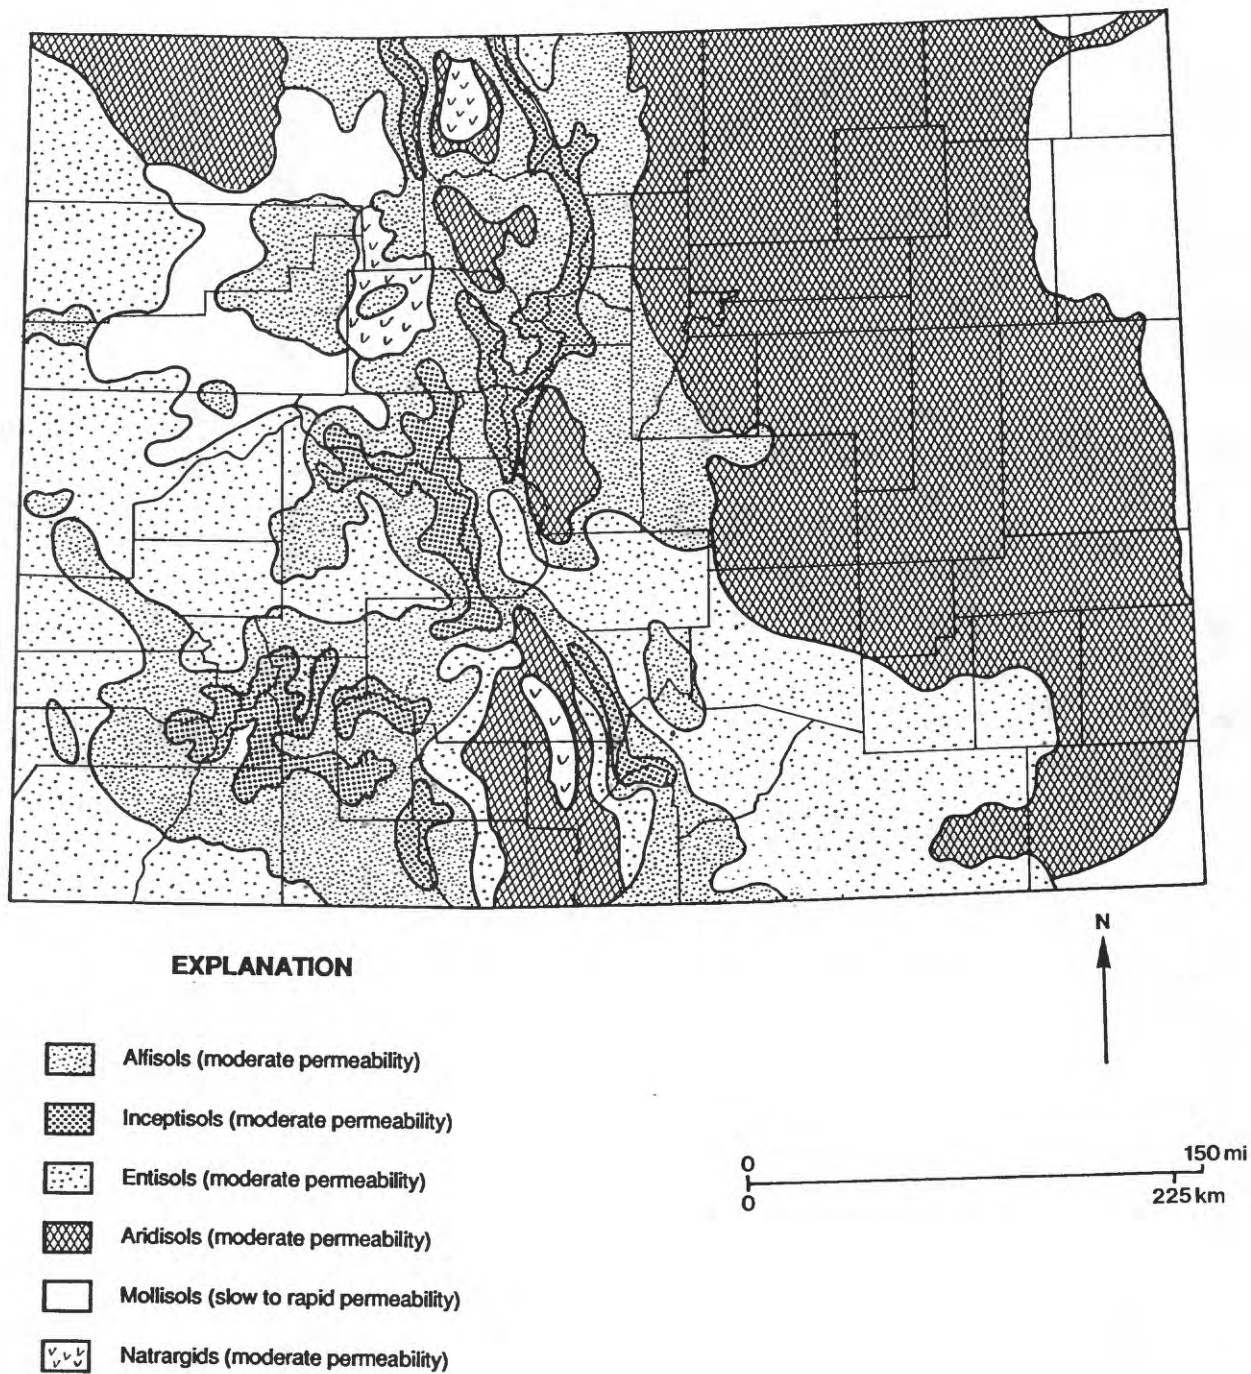 N
EXPLANATION
Alfisols (moderate permeability)
Inceptisols (moderate permeability)
Entisols (moderate permeability)
Aridisols (moderate permeability)
Mollisols (slow to rapid permeability)
Natrargids (moderate permeability)
0 150 mi
0 225 km